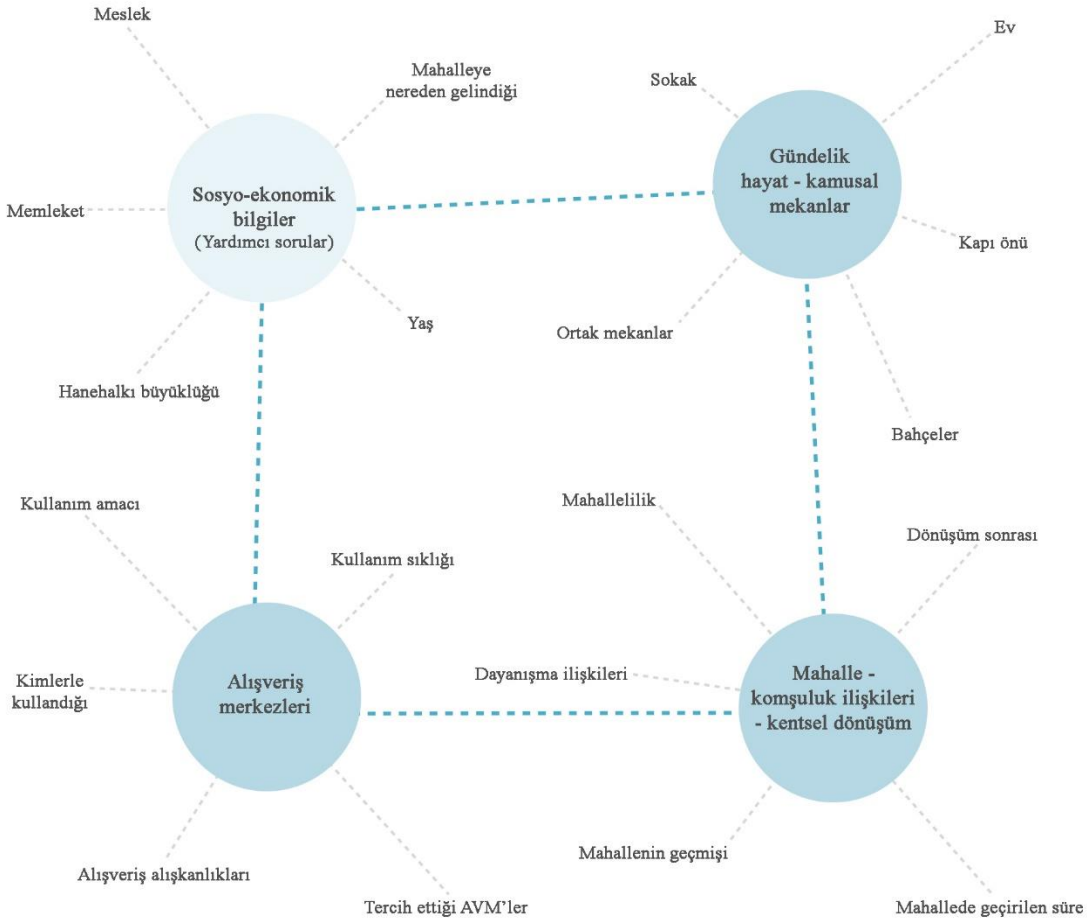 Meslek
Mahalleye
nereden gelindiği
Sosyo-ekonomik
bilgiler
(Yardımcı sorular)
Memleket
Yaş
Hanehalkı büyüklüğü
Ev
Sokak
Gündelik
hayat - kamusal
mekanlar
Kapı önü
Ortak mekanlar
Bahçeler
Kullanım amacı
Kullanım sıklığı
Kimlerle
kullandığı
Alışveriş
merkezleri
Alışveriş alışkanlıkları
Tercih ettiği AVM'ler
Mahallelilik
Dönüşüm sonrası
Dayanışma ilişkileri
Mahalle -
komşuluk ilişkileri
- kentsel dönüşüm
Mahallenin geçmişi
Mahallede geçirilen süre